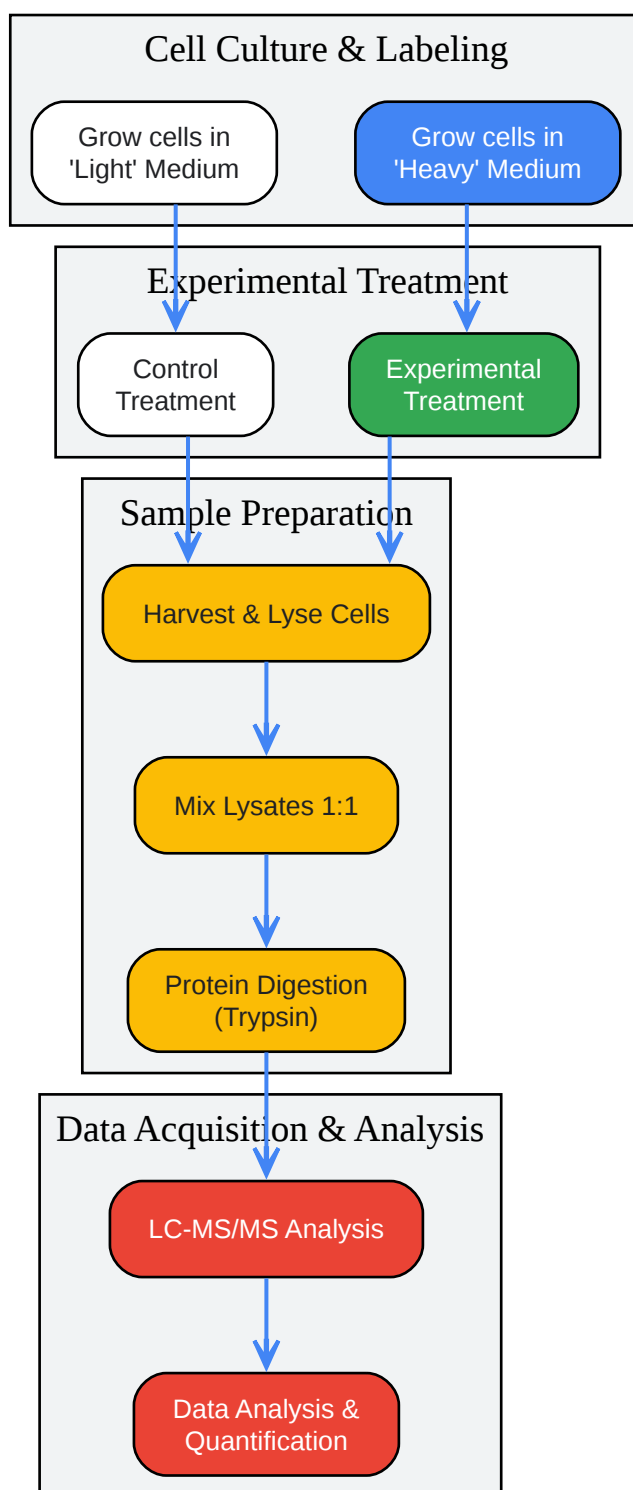 Cell Culture & Labeling
Grow cells in
'Light' Medium
Grow cells in
'Heavy' Medium
Experimental Treatment
Control
Treatment
Experimental
Treatment
Sample Preparation
Harvest & Lyse Cells
Mix Lysates 1:1
Protein Digestion
(Trypsin)
Data Acquisition & Analysis
LC-MS/MS Analysis
Data Analysis &
Quantification